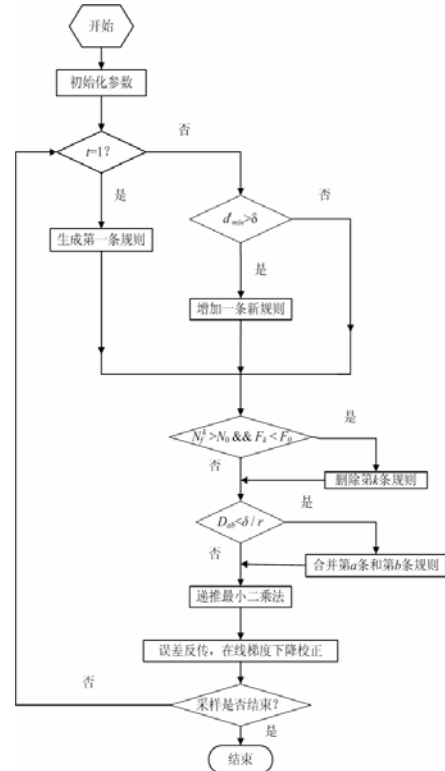 开始
初始化参数
否
t=1?
是
否
d_min>δ
生成第一条规则
是
增加一条新规则
是
N_f^k>N_0 && F_k<F_0
否
删除第k条规则
是
D_ab<δ / r
否
合并第a条和第b条规则
递推最小二乘法
误差反传，在线梯度下降校正
否
采样是否结束?
是
结束